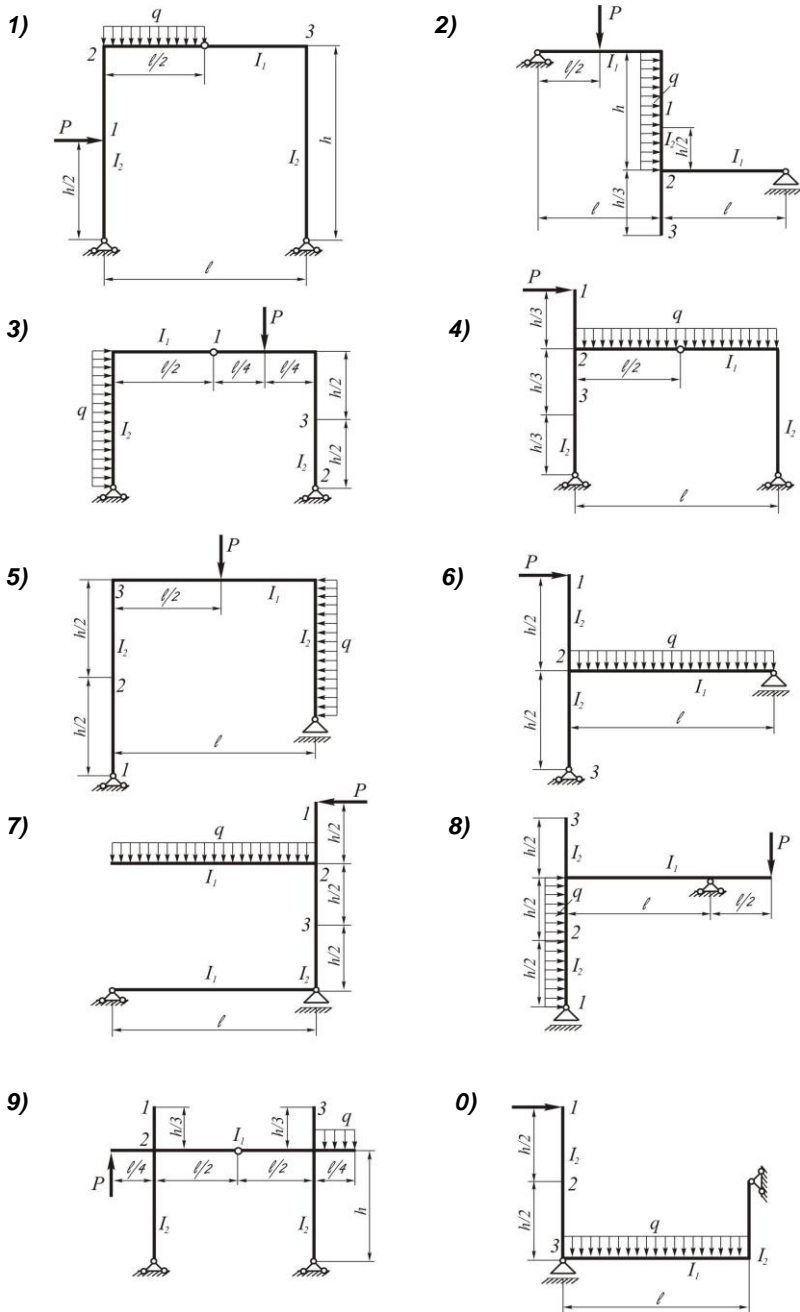 1)
q
2
ℓ/2
I₁
3
P
1
I₂
I₂
h/2
h
ℓ
2)
P
ℓ/2
I₁
q
h
1
I₂
h/2
I₁
2
h/3
ℓ
ℓ
3
3)
P
I₁
1
ℓ/2
ℓ/4
ℓ/4
q
h/2
3
I₂
I₂
h/2
2
4)
P
1
h/3
q
2
ℓ/2
I₁
h/3
3
I₂
h/3
I₂
ℓ
5)
P
3
ℓ/2
I₁
h/2
I₂
I₂
q
2
h/2
ℓ
1
6)
P
1
h/2
I₂
q
2
I₁
h/2
I₂
ℓ
3
7)
P
1
h/2
q
I₁
2
h/2
3
I₁
I₂
h/2
ℓ
8)
3
h/2
I₂
I₁
P
q
h/2
ℓ
ℓ/2
2
h/2
I₂
1
9)
1
h/3
h/3
3
q
2
I₁
ℓ/4
ℓ/2
ℓ/2
ℓ/4
P
I₂
I₂
h
0)
P
1
h/2
I₂
2
h/2
q
3
I₁
I₂
ℓ